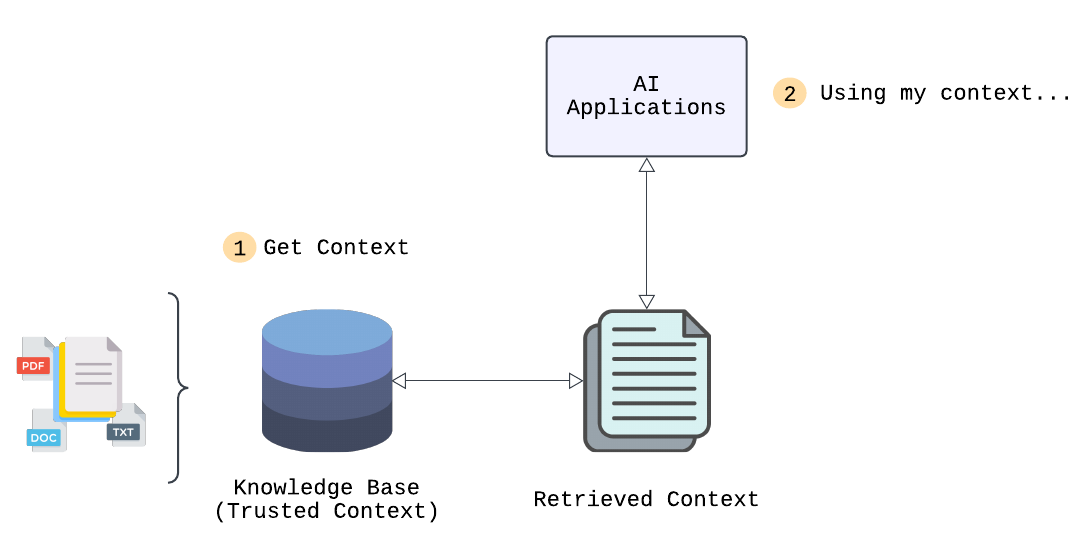 AI
Applications
2 Using my context...
1 Get Context
PDF
DOC
TXT
Knowledge Base
(Trusted Context)
Retrieved Context